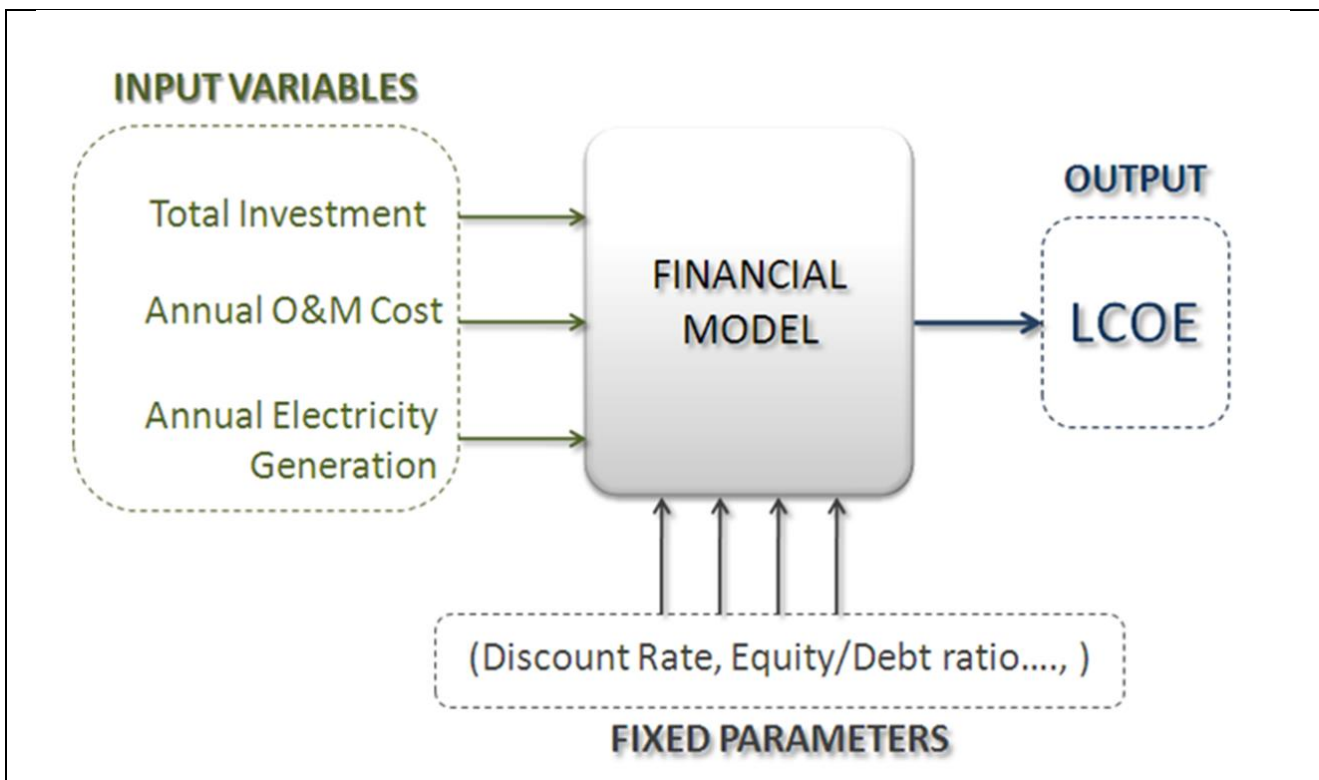 INPUT VARIABLES
Total Investment
Annual O&M Cost
Annual Electricity
Generation
FINANCIAL
MODEL
OUTPUT
LCOE
(Discount Rate, Equity/Debt ratio...., )
FIXED PARAMETERS